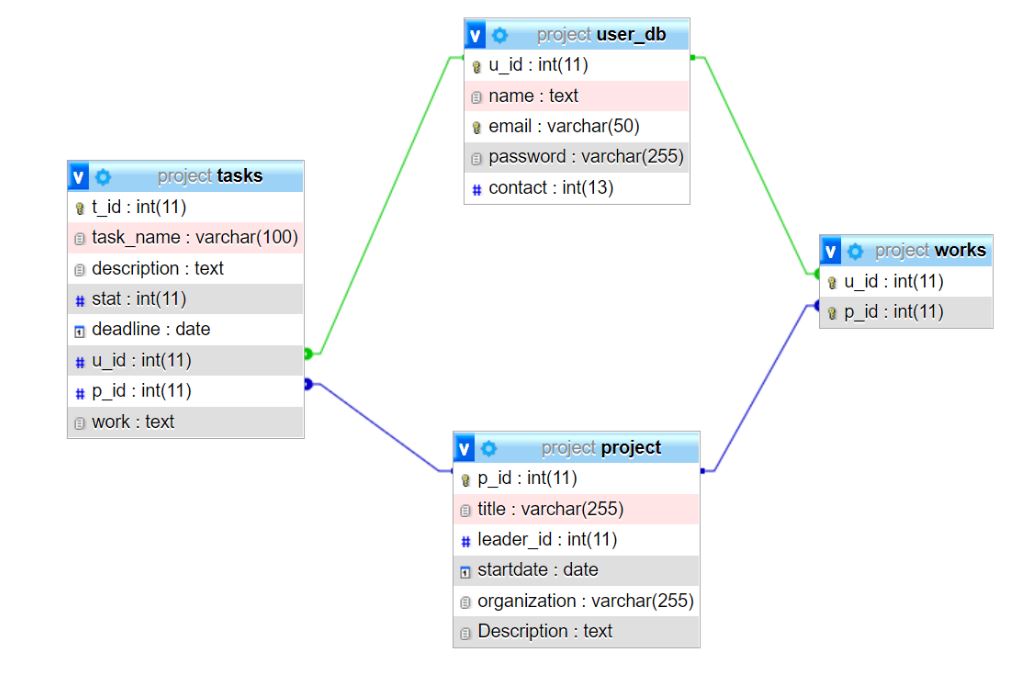 v project user_db
u_id : int(11)
name : text
email : varchar(50)
password : varchar(255)
# contact : int(13)
v project tasks
t_id : int(11)
task_name : varchar(100)
description : text
# stat : int(11)
deadline : date
# u_id : int(11)
# p_id : int(11)
work : text
v project works
u_id : int(11)
p_id : int(11)
v project project
p_id : int(11)
title : varchar(255)
# leader_id : int(11)
startdate : date
organization : varchar(255)
Description : text